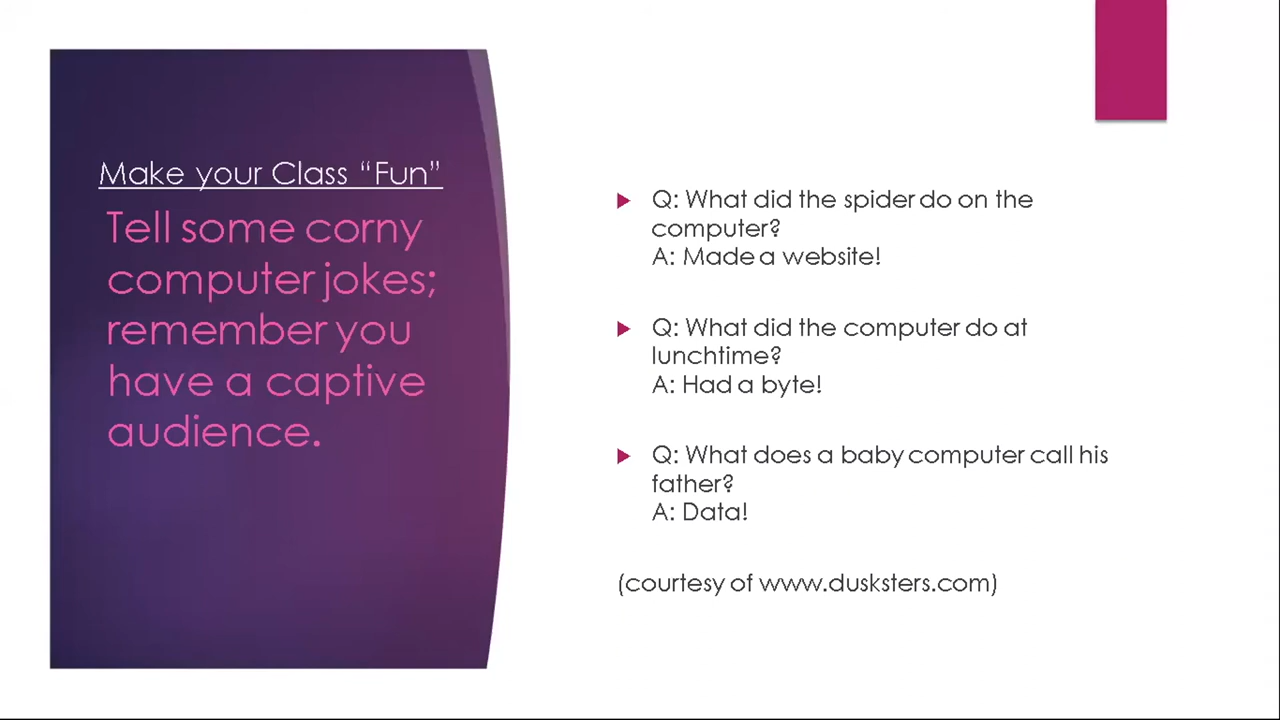 Make your Class “Fun”
Tell some corny
computer jokes;
remember you
have a captive
audience.
Q: What did the spider do on the
computer?
A: Made a website!
Q: What did the computer do at
lunchtime?
A: Had a byte!
Q: What does a baby computer call his
father?
A: Data!
(courtesy of www.dusksters.com)